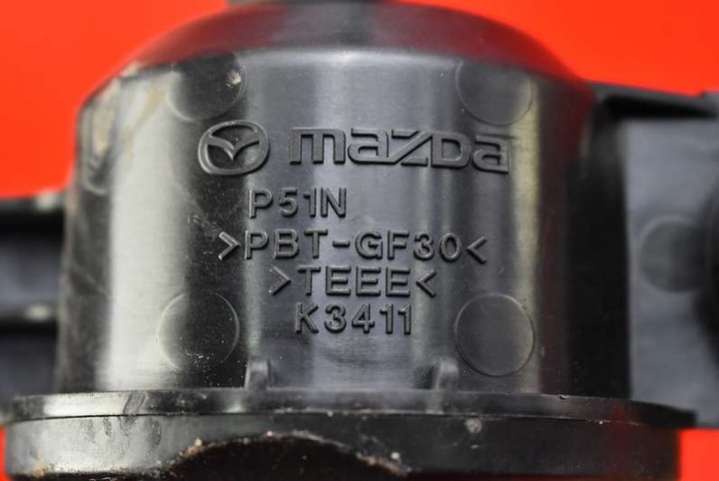 mazda
P51N
>PBT-GF30<
>TEEE<
K3411